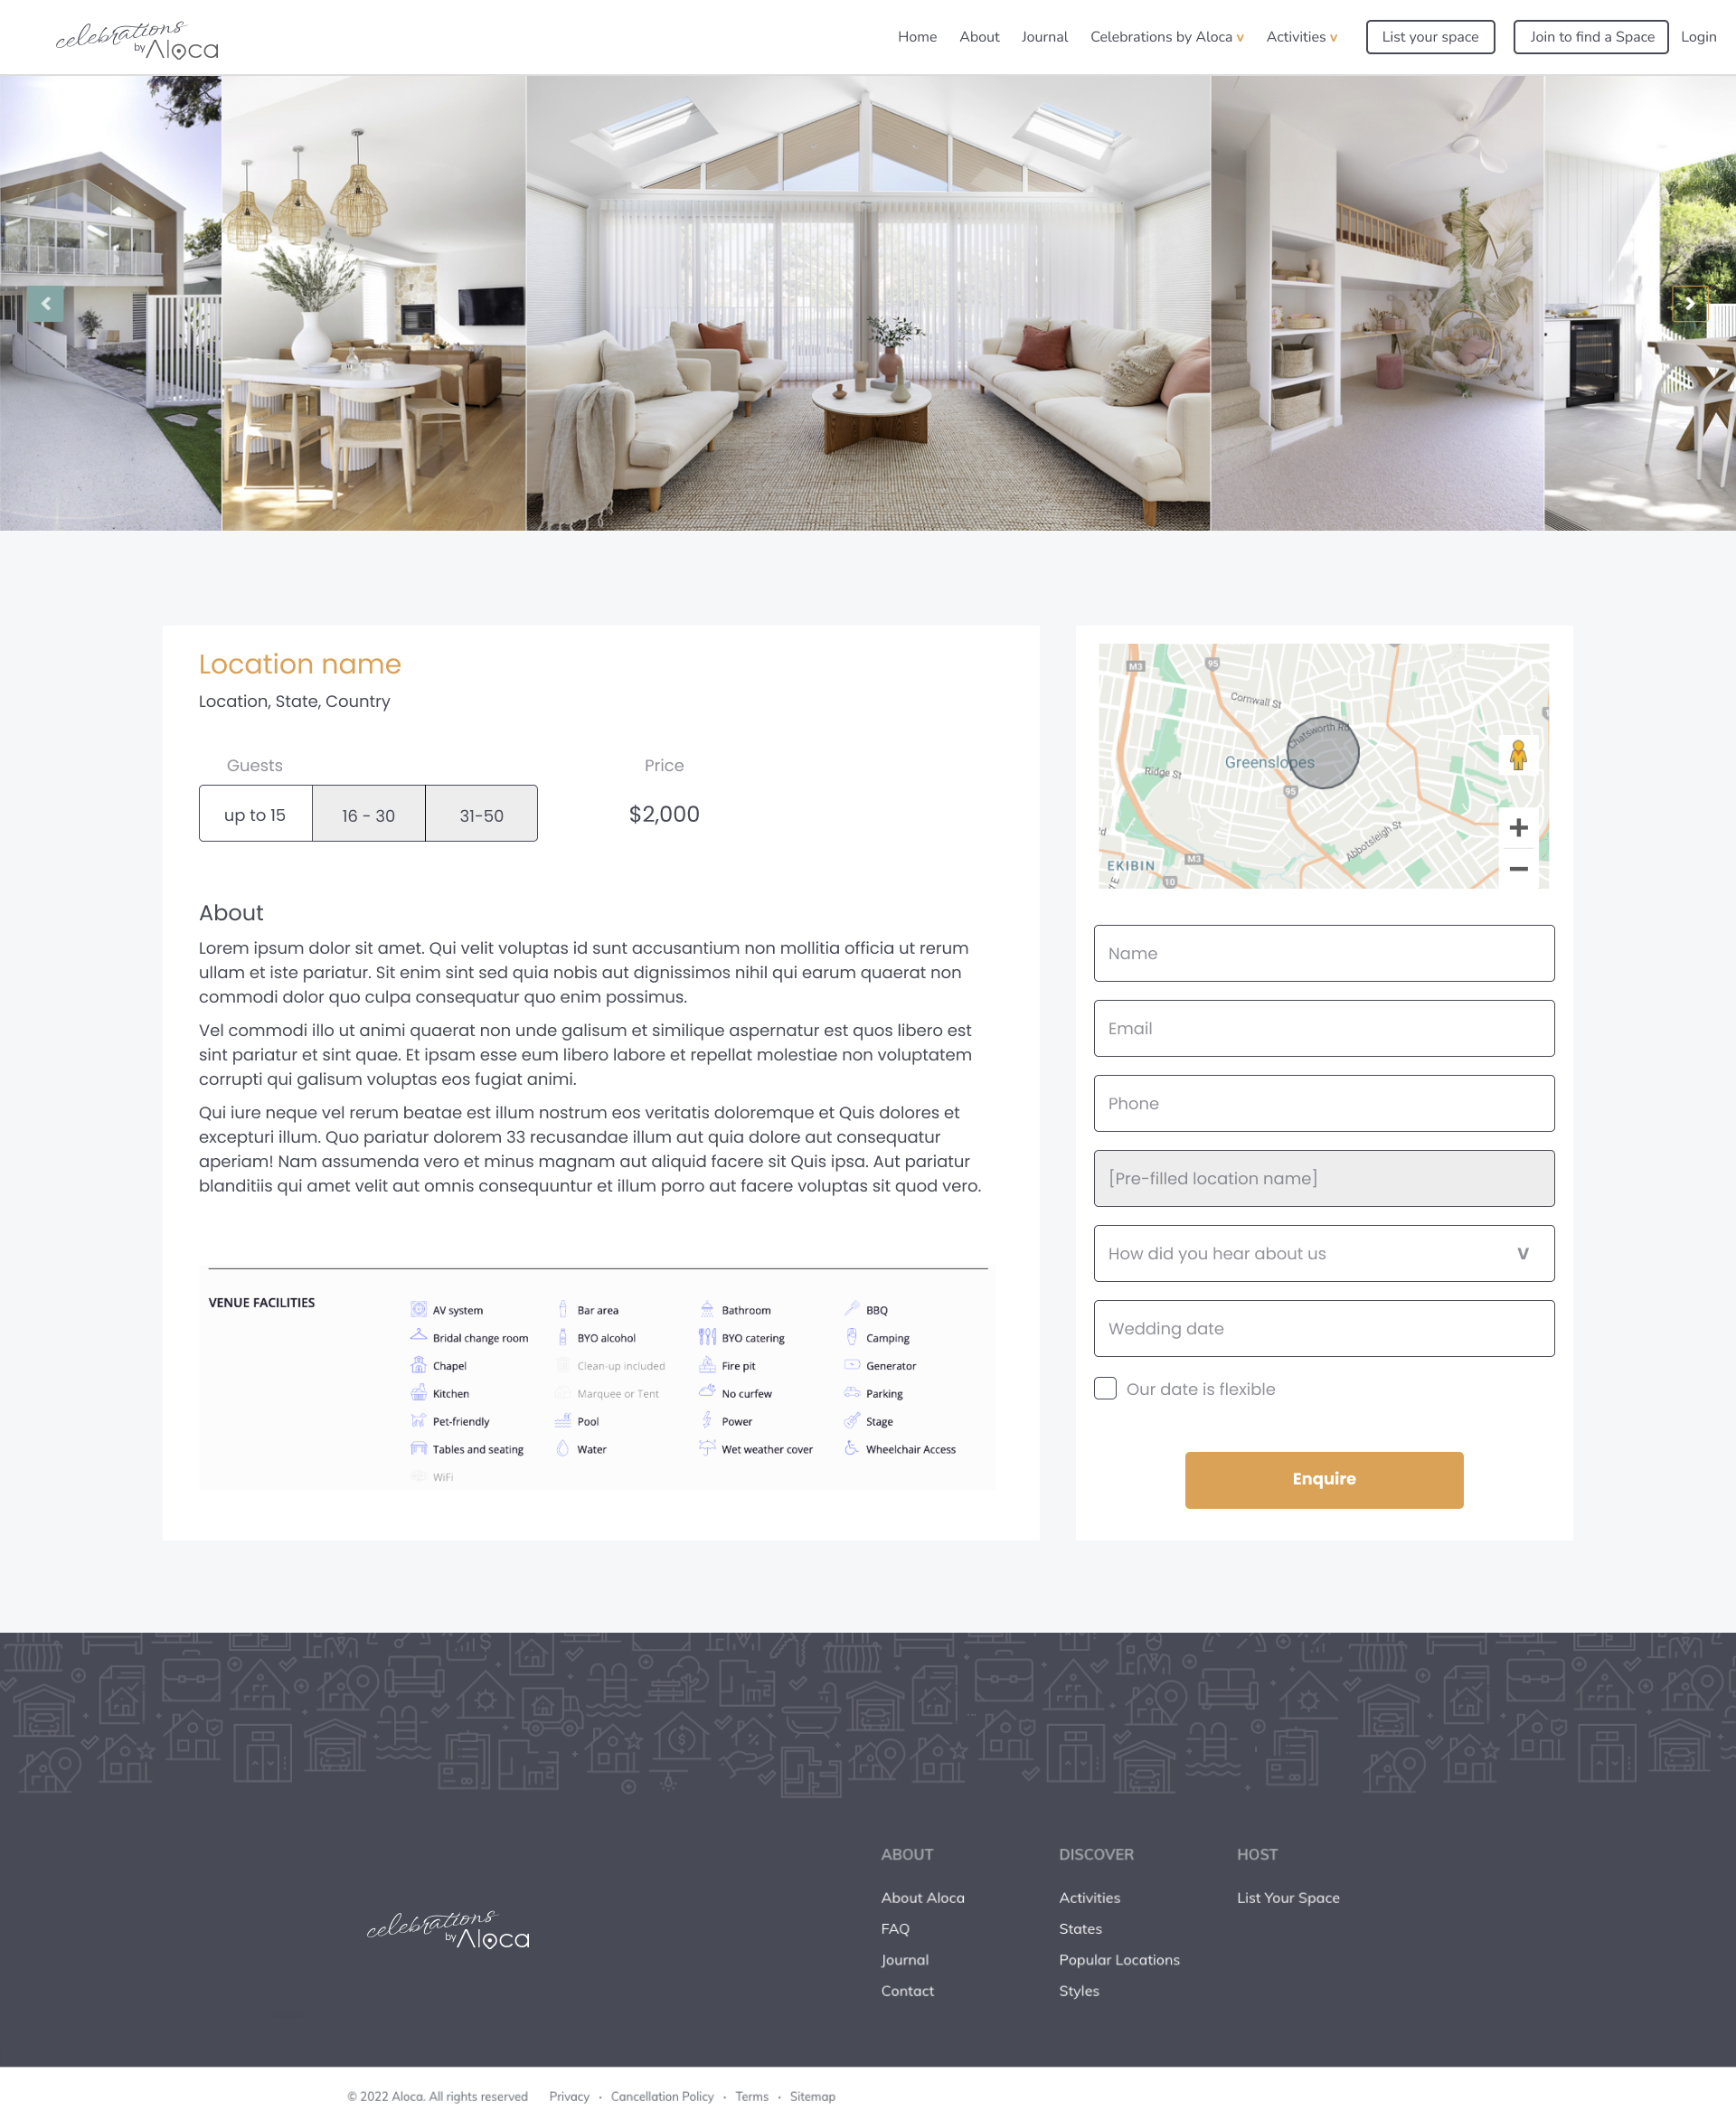 celebrations
by Aloca
Home About Journal Celebrations by Aloca v Activities v List your space Join to find a Space Login
Location name
Location, State, Country
Guests Price
up to 15 16 - 30 31-50 $2,000
About
Lorem ipsum dolor sit amet. Qui velit voluptas id sunt accusantium non mollitia officia ut rerum
ullam et iste pariatur. Sit enim sint sed quia nobis aut dignissimos nihil qui earum quaerat non
commodi dolor quo culpa consequatur quo enim possimus.
Vel commodi illo ut animi quaerat non unde galisum et similique aspernatur est quos libero est
sint pariatur et sint quae. Et ipsam esse eum libero labore et repellat molestiae non voluptatem
corrupti qui galisum voluptas eos fugiat animi.
Qui iure neque vel rerum beatae est illum nostrum eos veritatis doloremque et Quis dolores et
excepturi illum. Quo pariatur dolorem 33 recusandae illum aut quia dolore aut consequatur
aperiam! Nam assumenda vero et minus magnam aut aliquid facere sit Quis ipsa. Aut pariatur
blanditiis qui amet velit aut omnis consequuntur et illum porro aut facere voluptas sit quod vero.
VENUE FACILITIES
AV system Bar area Bathroom BBQ
Bridal change room BYO alcohol BYO catering Camping
Chapel Clean-up included Fire pit Generator
Kitchen Marquee or Tent No curfew Parking
Pet-friendly Pool Power Stage
Tables and seating Water Wet weather cover Wheelchair Access
WiFi
M3 95
Cornwall St
Chatsworth Rd
Greenslopes
Ridge St
95
Abbotsleigh St
M3
EKIBIN
10
Name
Email
Phone
[Pre-filled location name]
How did you hear about us v
Wedding date
Our date is flexible
Enquire
celebrations
by Aloca
ABOUT DISCOVER HOST
About Aloca Activities List Your Space
FAQ States
Journal Popular Locations
Contact Styles
© 2022 Aloca. All rights reserved Privacy · Cancellation Policy · Terms · Sitemap